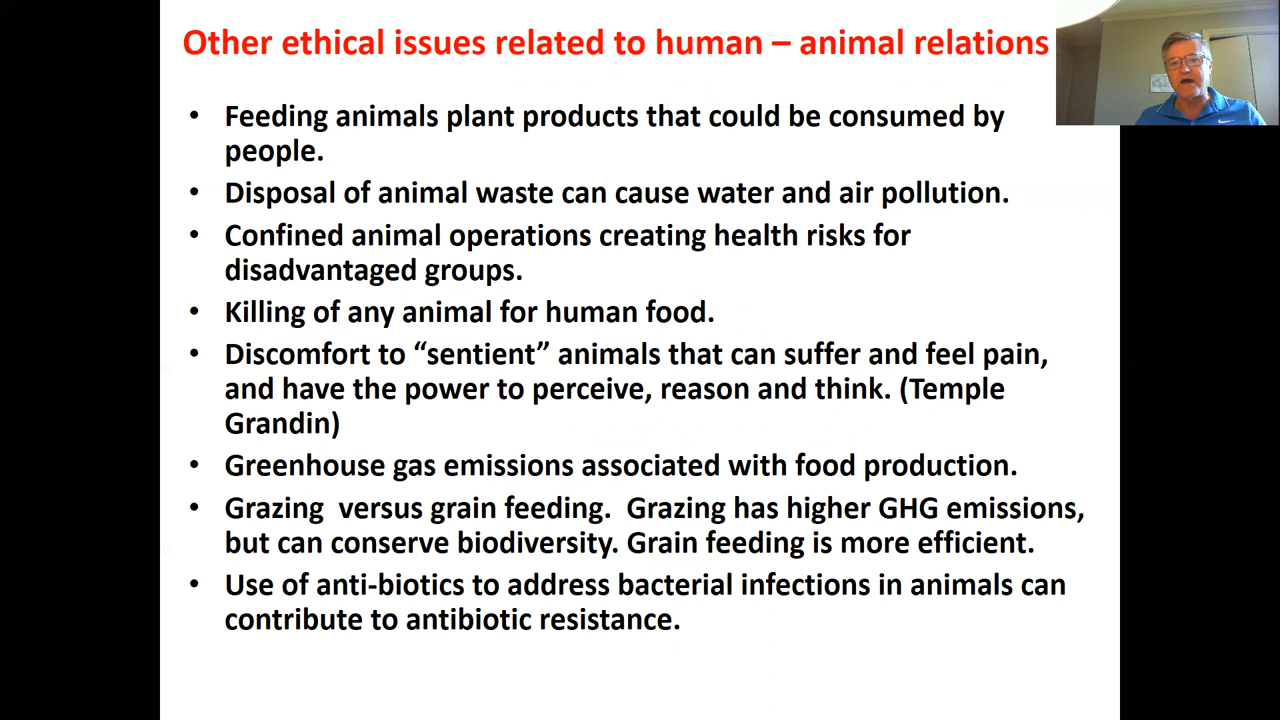 Other ethical issues related to human – animal relations
• Feeding animals plant products that could be consumed by
people.
• Disposal of animal waste can cause water and air pollution.
• Confined animal operations creating health risks for
disadvantaged groups.
• Killing of any animal for human food.
• Discomfort to “sentient” animals that can suffer and feel pain,
and have the power to perceive, reason and think. (Temple
Grandin)
• Greenhouse gas emissions associated with food production.
• Grazing  versus grain feeding.  Grazing has higher GHG emissions,
but can conserve biodiversity. Grain feeding is more efficient.
• Use of anti-biotics to address bacterial infections in animals can
contribute to antibiotic resistance.